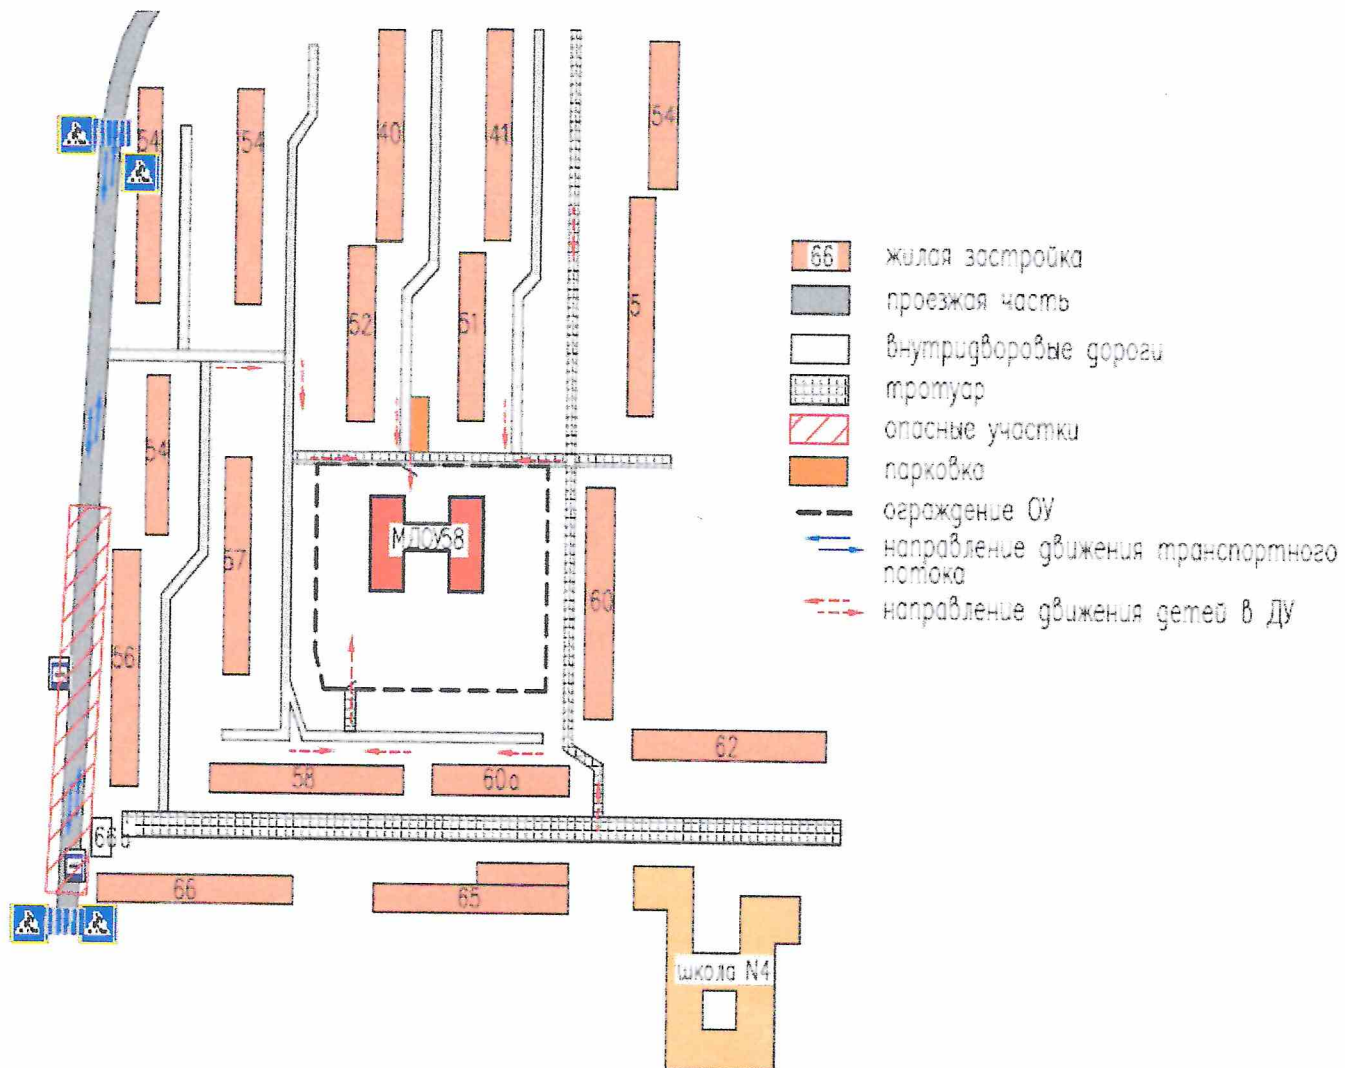 54
54
40
41
54
52
51
5
66 жилая застройка
проезжая часть
внутридворовые дороги
тротуар
опасные участки
парковка
ограждение ОУ
направление движения транспортного
потока
направление движения детей в ДУ
54
57
МДОУ58
60
56
62
58
60а
66
65
школа N4